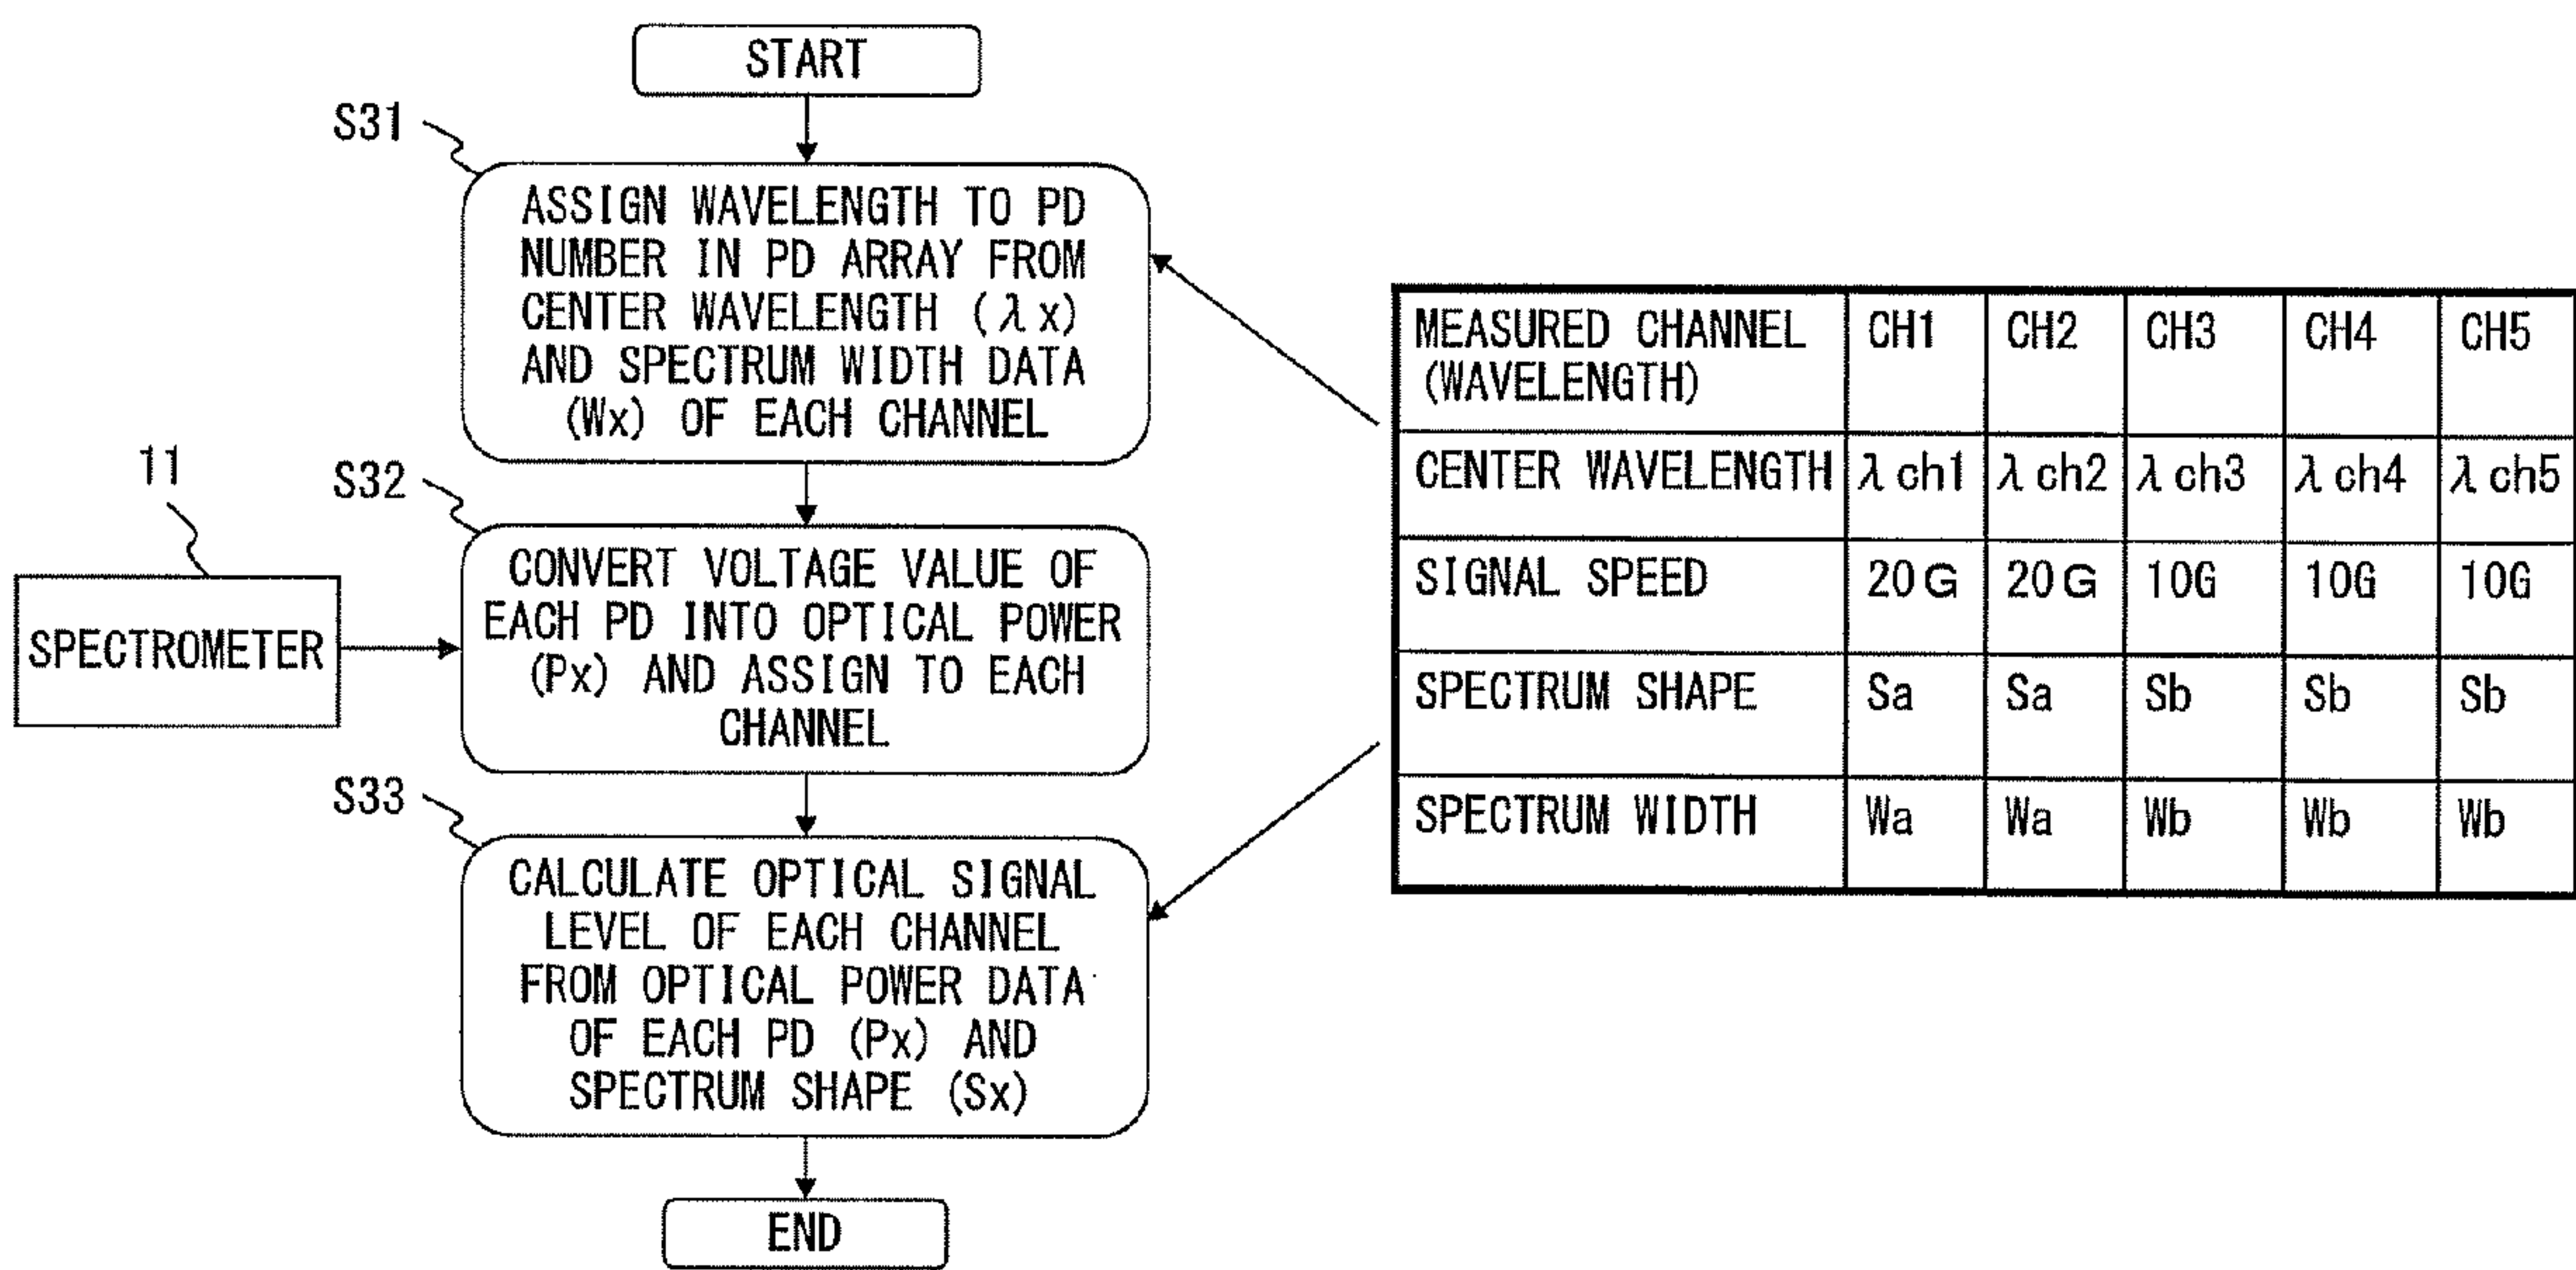 START
S31
ASSIGN WAVELENGTH TO PD
NUMBER IN PD ARRAY FROM
CENTER WAVELENGTH (λx)
AND SPECTRUM WIDTH DATA
(Wx) OF EACH CHANNEL
11
SPECTROMETER
S32
CONVERT VOLTAGE VALUE OF
EACH PD INTO OPTICAL POWER
(Px) AND ASSIGN TO EACH
CHANNEL
S33
CALCULATE OPTICAL SIGNAL
LEVEL OF EACH CHANNEL
FROM OPTICAL POWER DATA
OF EACH PD (Px) AND
SPECTRUM SHAPE (Sx)
END
MEASURED CHANNEL CH1 CH2 CH3 CH4 CH5
(WAVELENGTH)
CENTER WAVELENGTH λch1 λch2 λch3 λch4 λch5
SIGNAL SPEED 20G 20G 10G 10G 10G
SPECTRUM SHAPE Sa Sa Sb Sb Sb
SPECTRUM WIDTH Wa Wa Wb Wb Wb